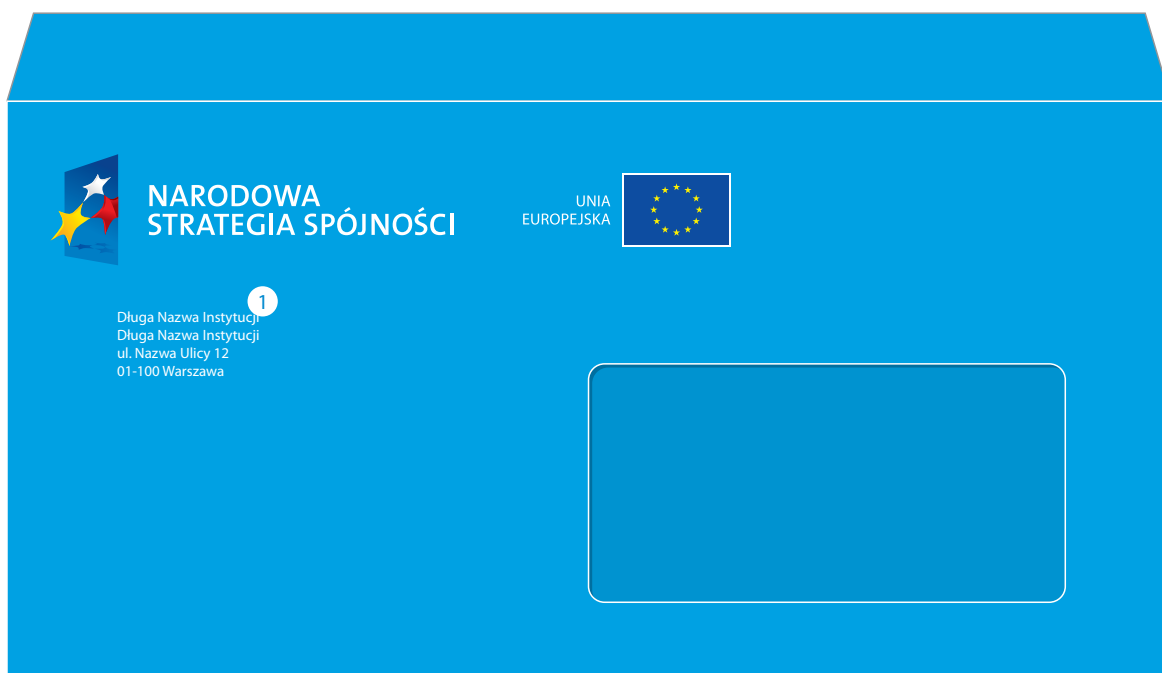 NARODOWA
STRATEGIA SPÓJNOŚCI
UNIA
EUROPEJSKA
1
Długa Nazwa Instytucji
Długa Nazwa Instytucji
ul. Nazwa Ulicy 12
01-100 Warszawa